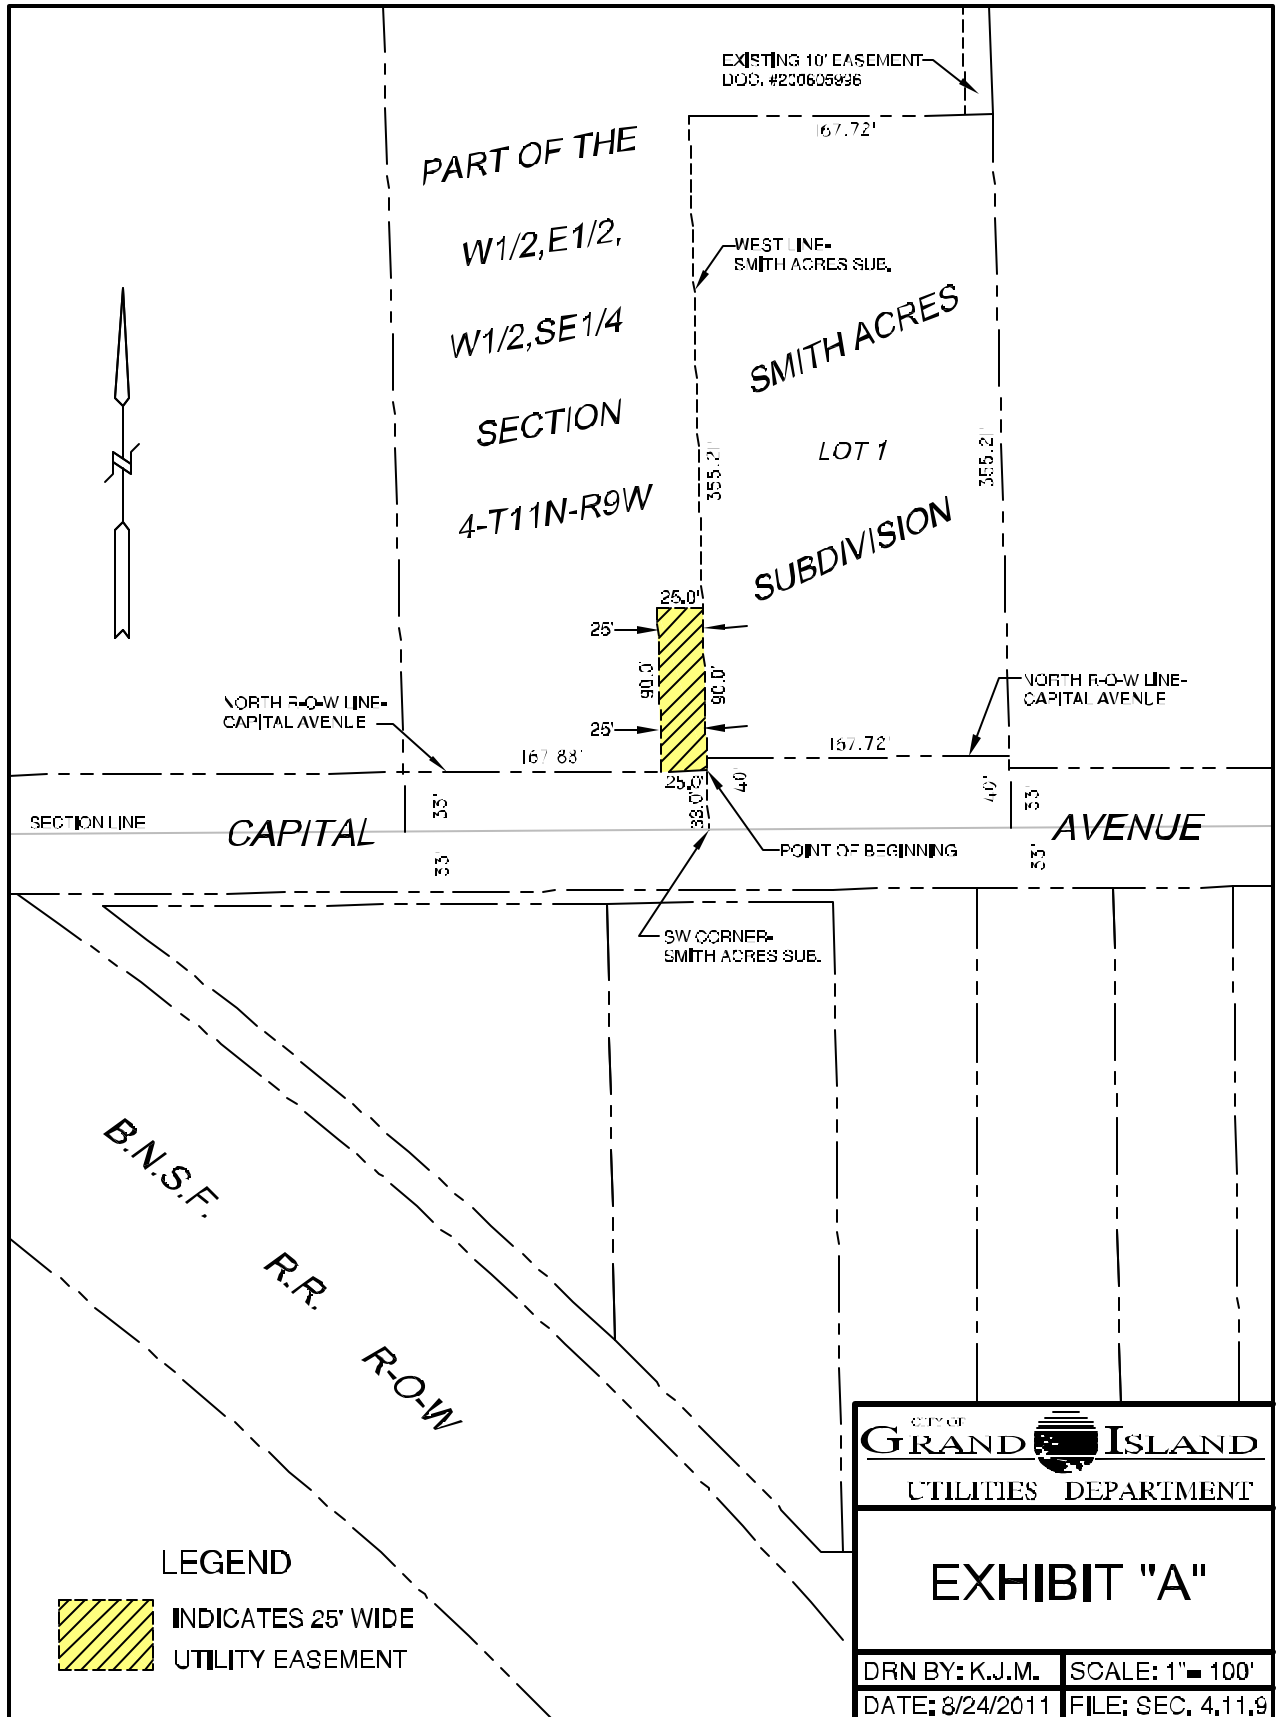 EXISTING 10' EASEMENT
DOC. #200605996
167.72'
PART OF THE
W1/2,E1/2,
W1/2,SE1/4
SECTION
4-T11N-R9W
WEST LINE-
SMITH ACRES SUB.
SMITH ACRES
LOT 1
SUBDIVISION
355.21'
355.21'
25.0'
25'
90.0'
90.0'
25'
NORTH R-O-W LINE-
CAPITAL AVENUE
NORTH R-O-W LINE-
CAPITAL AVENUE
167.88'
167.72'
25.0'
40'
40'
33'
33'
33.0'
SECTION LINE
CAPITAL
AVENUE
33'
33'
POINT OF BEGINNING
SW CORNER-
SMITH ACRES SUB.
B.N.S.F.
R.R.
R-O-W
LEGEND
INDICATES 25' WIDE
UTILITY EASEMENT
CITY OF
GRAND ISLAND
UTILITIES DEPARTMENT
EXHIBIT "A"
DRN BY: K.J.M.
SCALE: 1"= 100'
DATE: 8/24/2011
FILE: SEC. 4,11,9